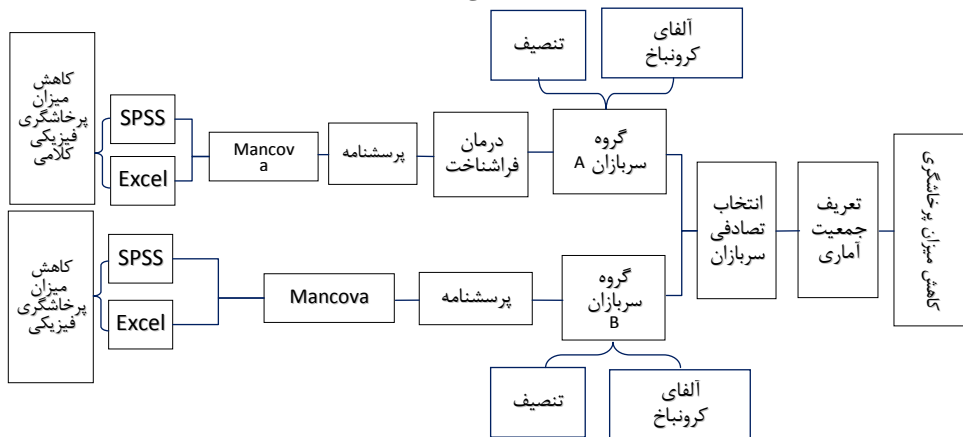 کاهش میزان پرخاشگری
تعریف
جمعیت
آماری
انتخاب
تصادفی
سربازان
تنصیف
آلفای
کرونباخ
گروه
سربازان A
درمان
فراشناخت
پرسشنامه
Mancov
a
SPSS
Excel
کاهش
میزان
پرخاشگری
فیزیکی
کلامی
گروه
سربازان
B
پرسشنامه
Mancova
SPSS
Excel
کاهش
میزان
پرخاشگری
فیزیکی
تنصیف
آلفای
کرونباخ